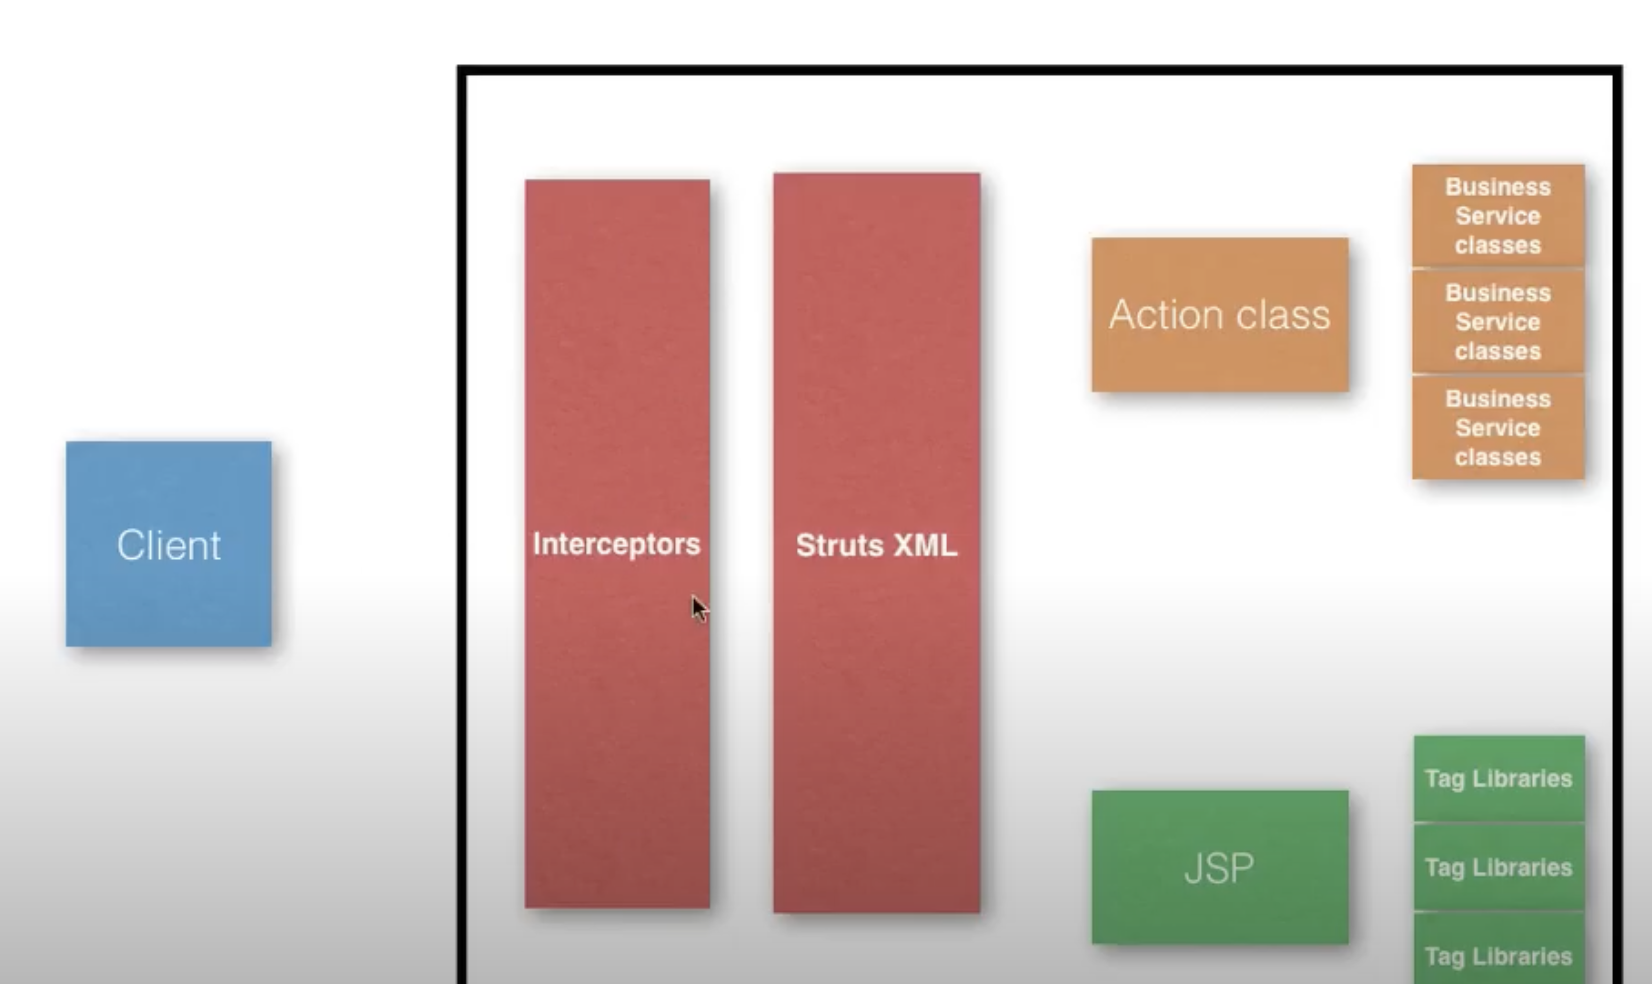 Client
Interceptors
Struts XML
Action class
Business
Service
classes
Business
Service
classes
Business
Service
classes
JSP
Tag Libraries
Tag Libraries
Tag Libraries